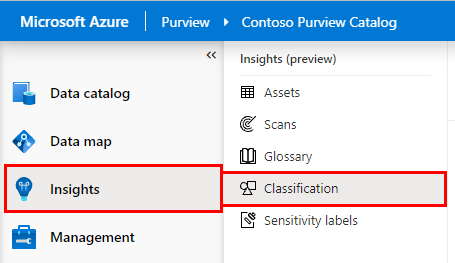 Microsoft Azure Purview Contoso Purview Catalog
«
Data catalog
Data map
Insights
Management
Insights (preview)
Assets
Scans
Glossary
Classification
Sensitivity labels